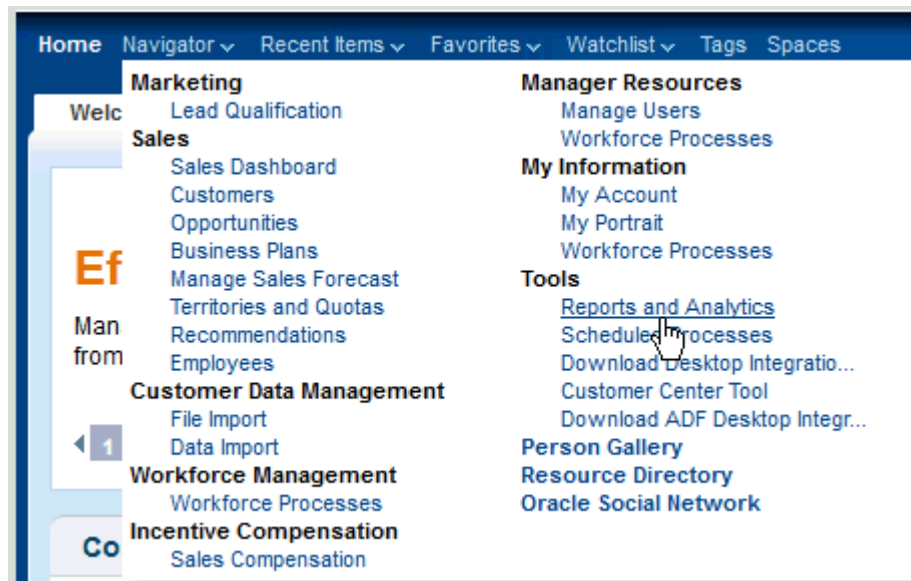 Home Navigator Recent Items Favorites Watchlist Tags Spaces
Marketing
Lead Qualification
Sales
Sales Dashboard
Customers
Opportunities
Business Plans
Manage Sales Forecast
Territories and Quotas
Recommendations
Employees
Customer Data Management
File Import
Data Import
Workforce Management
Workforce Processes
Incentive Compensation
Sales Compensation
Manager Resources
Manage Users
Workforce Processes
My Information
My Account
My Portrait
Workforce Processes
Tools
Reports and Analytics
Scheduled Processes
Download Desktop Integratio...
Customer Center Tool
Download ADF Desktop Integr...
Person Gallery
Resource Directory
Oracle Social Network
Welc
Ef
Man
from
1
Co